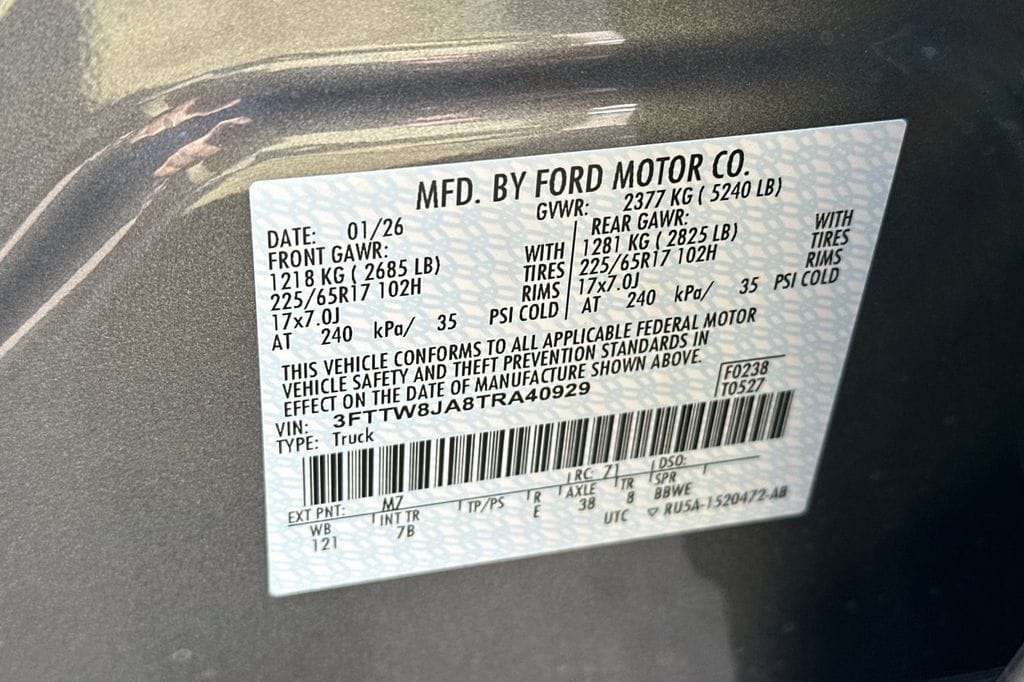 MFD. BY FORD MOTOR CO.
DATE: 01/26 GVWR: 2377 KG ( 5240 LB)
FRONT GAWR: REAR GAWR:
1218 KG ( 2685 LB) WITH 1281 KG ( 2825 LB) WITH
225/65R17 102H TIRES 225/65R17 102H TIRES
17x7.0J RIMS 17x7.0J RIMS
AT 240 kPa/ 35 PSI COLD AT 240 kPa/ 35 PSI COLD
THIS VEHICLE CONFORMS TO ALL APPLICABLE FEDERAL MOTOR
VEHICLE SAFETY AND THEFT PREVENTION STANDARDS IN
EFFECT ON THE DATE OF MANUFACTURE SHOWN ABOVE.
VIN: 3FTTW8JA8TRA40929 F0238
TYPE: Truck T0527
EXT PNT: M7 RC: 71 DSO:
WB INT TR TP/PS R AXLE TR SPR
121 7B E 38 8 BBWE
UTC ▽ RU5A-1520472-AB